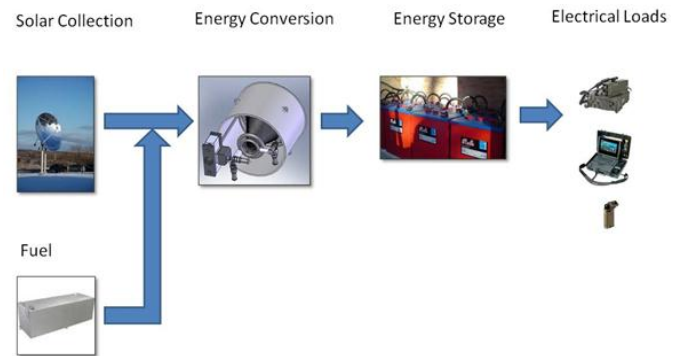 Solar Collection
Energy Conversion
Energy Storage
Electrical Loads
Fuel